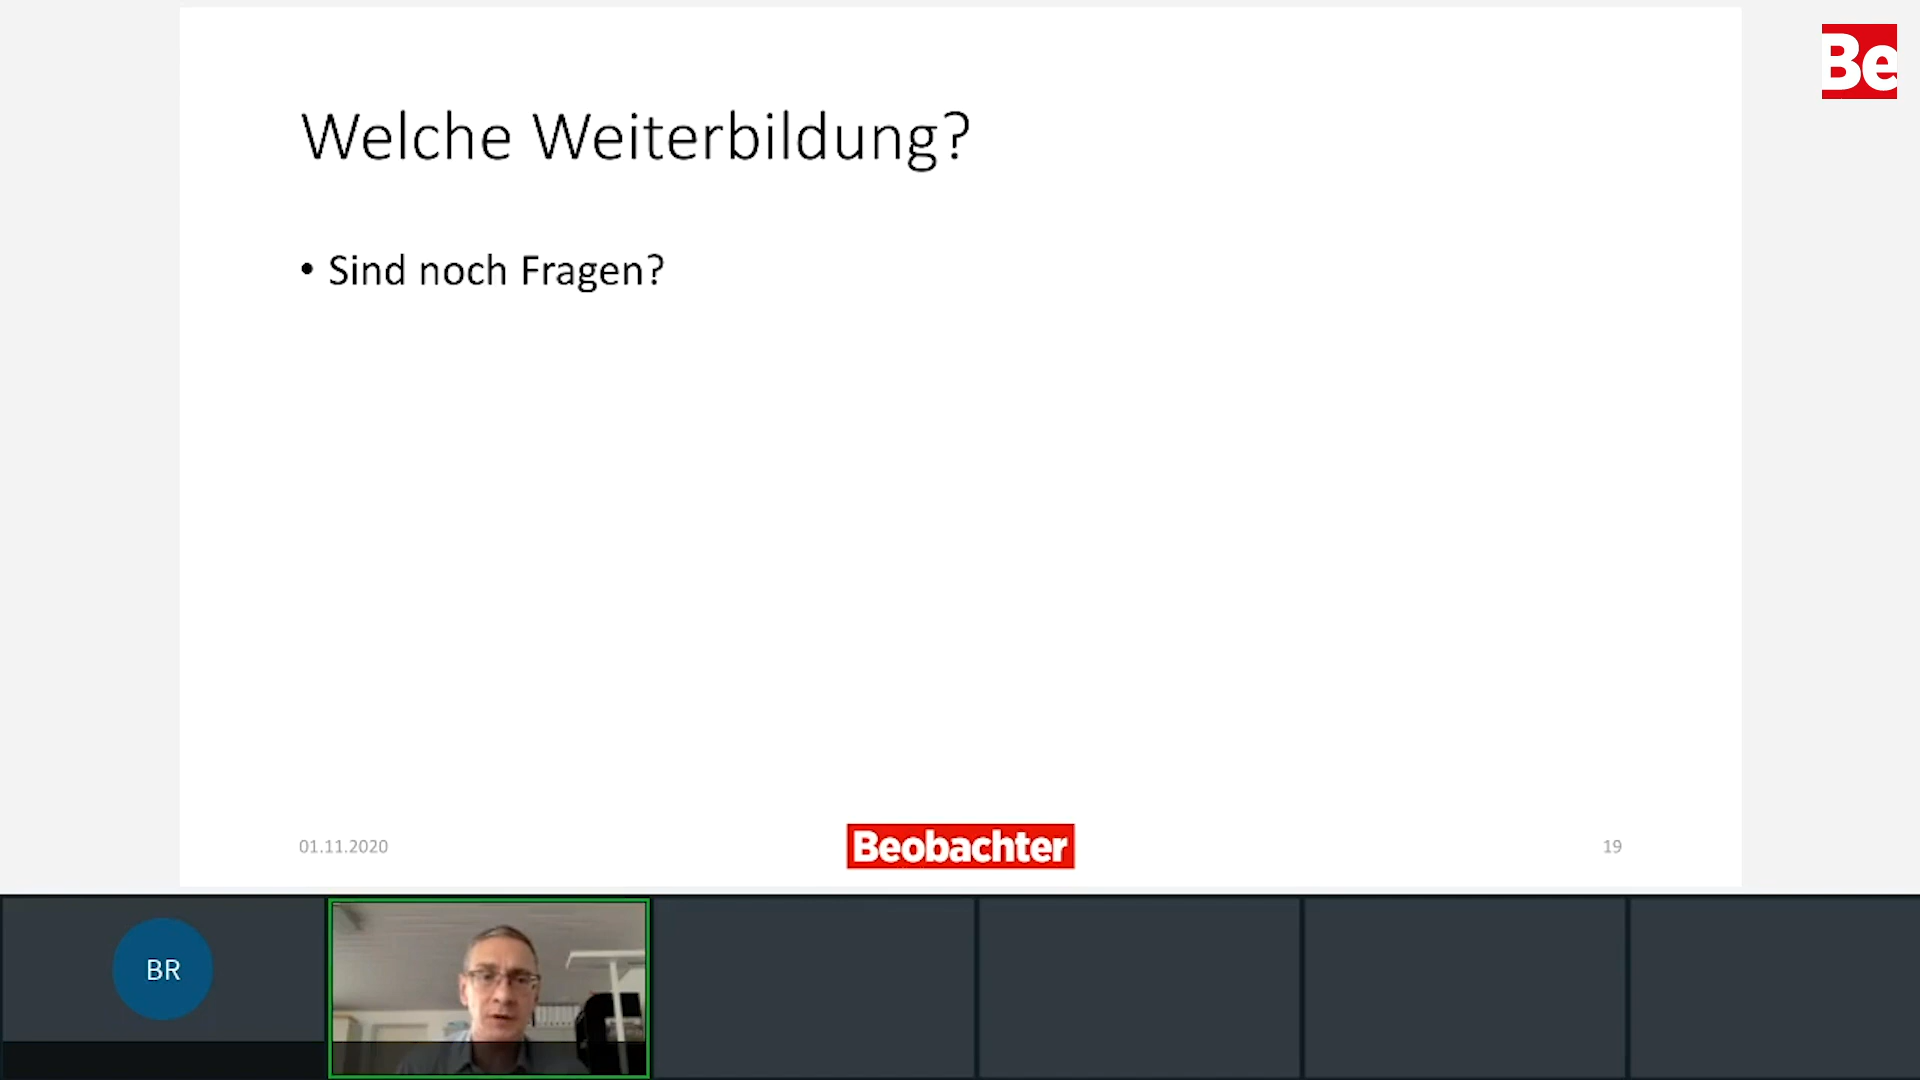 Be
Welche Weiterbildung?
• Sind noch Fragen?
01.11.2020
Beobachter
19
BR